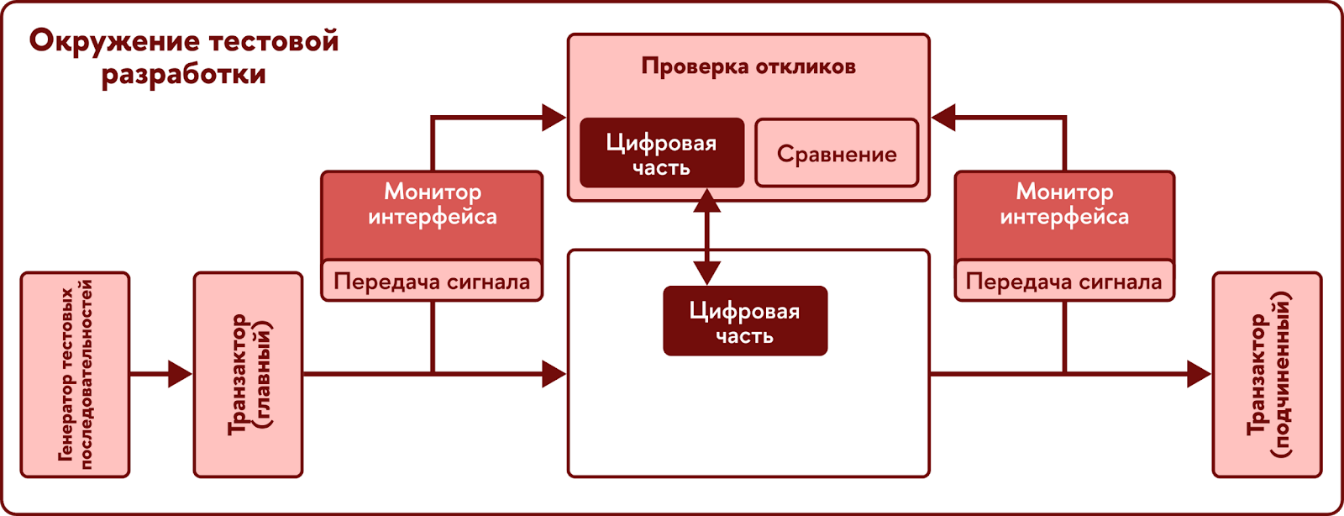 Окружение тестовой
разработки
Проверка откликов
Цифровая
часть
Сравнение
Монитор
интерфейса
Передача сигнала
Монитор
интерфейса
Передача сигнала
Генератор тестовых
последовательностей
Транзактор
(главный)
Цифровая
часть
Транзактор
(подчиненный)